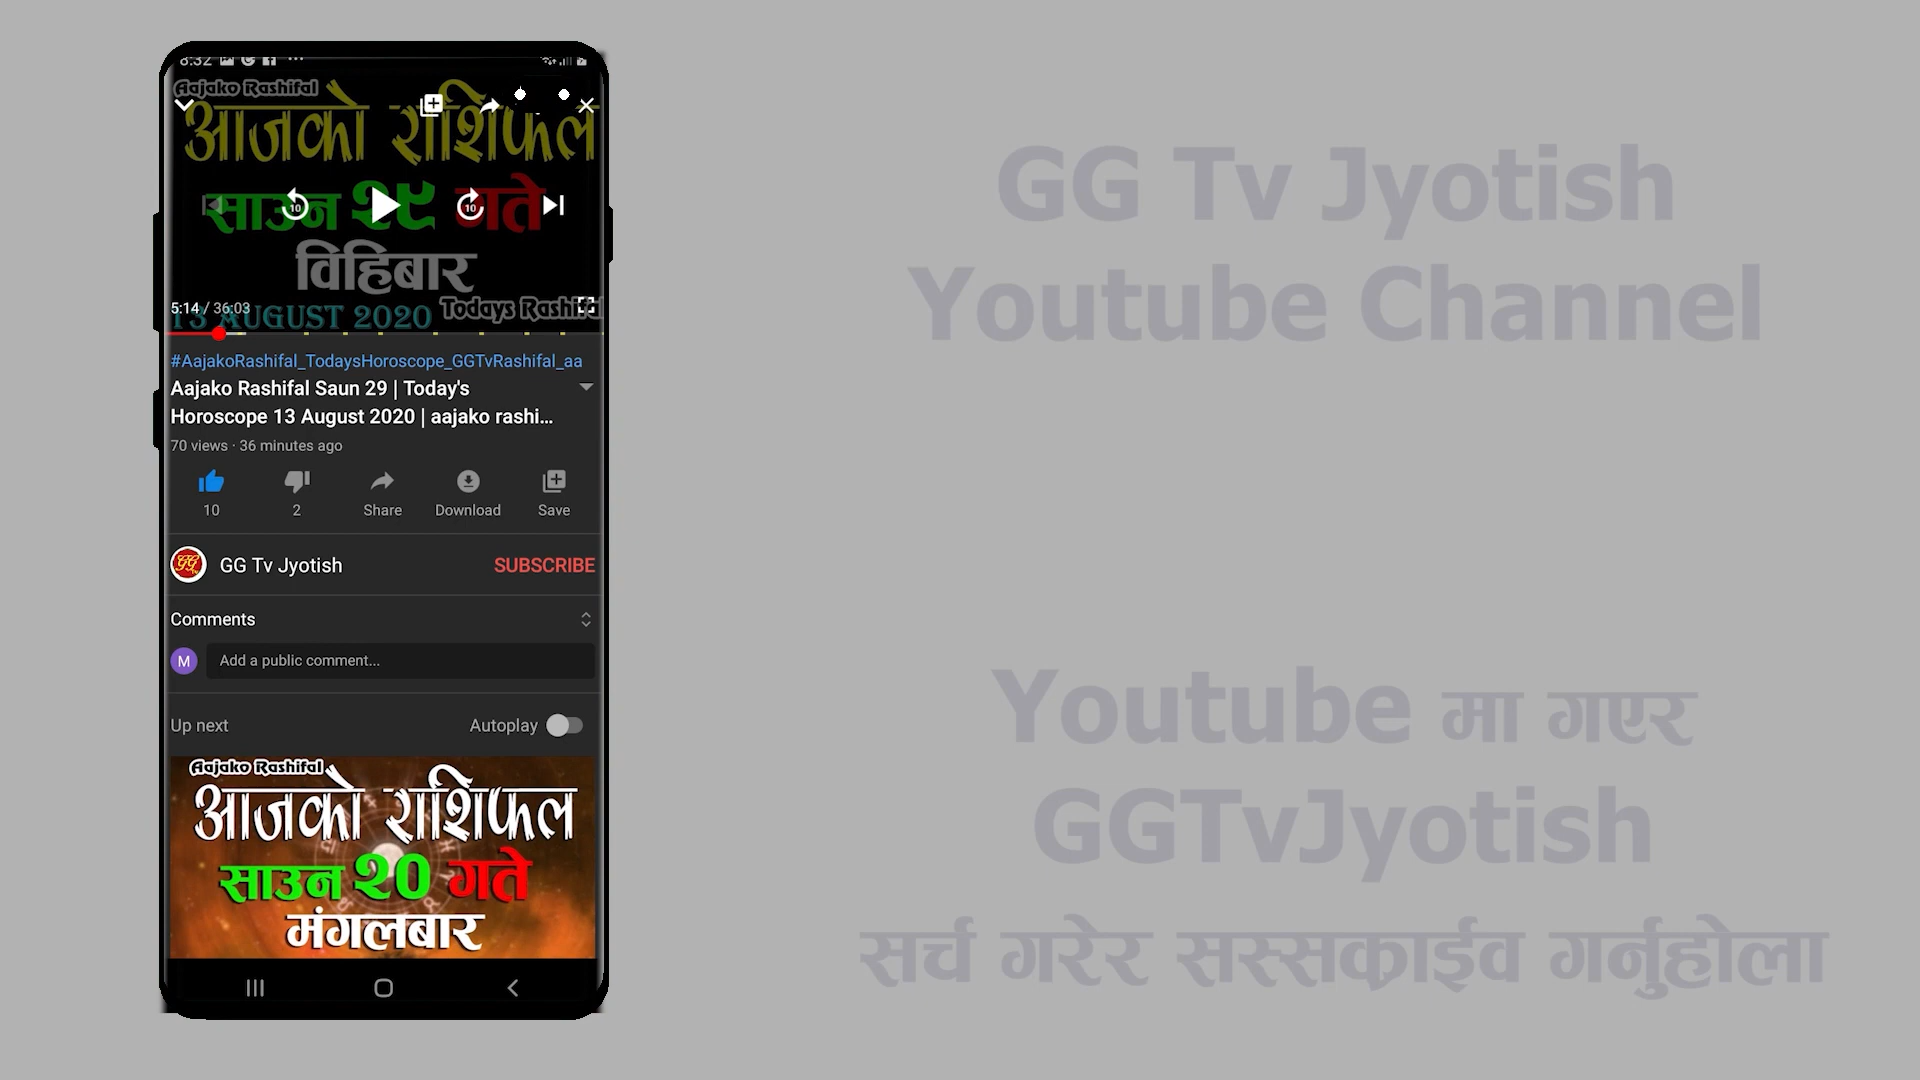 8:32
Aajako Rashifal
आजको राशिफल
साउन २९ गते
10
10
विहिबार
5:14 / 36:03
13 AUGUST 2020
Todays Rashifal
#AajakoRashifal_TodaysHoroscope_GGTvRashifal_aa
Aajako Rashifal Saun 29 | Today's
Horoscope 13 August 2020 | aajako rashi...
70 views · 36 minutes ago
10
2
Share
Download
Save
GG Tv Jyotish
SUBSCRIBE
Comments
M
Add a public comment...
Up next
Autoplay
Aajako Rashifal
आजको राशिफल
साउन २० गते
मंगलबार
GG Tv Jyotish
Youtube Channel
Youtube मा गएर
GGTvJyotish
सर्च गरेर सस्सक्राईव गर्नुहोला